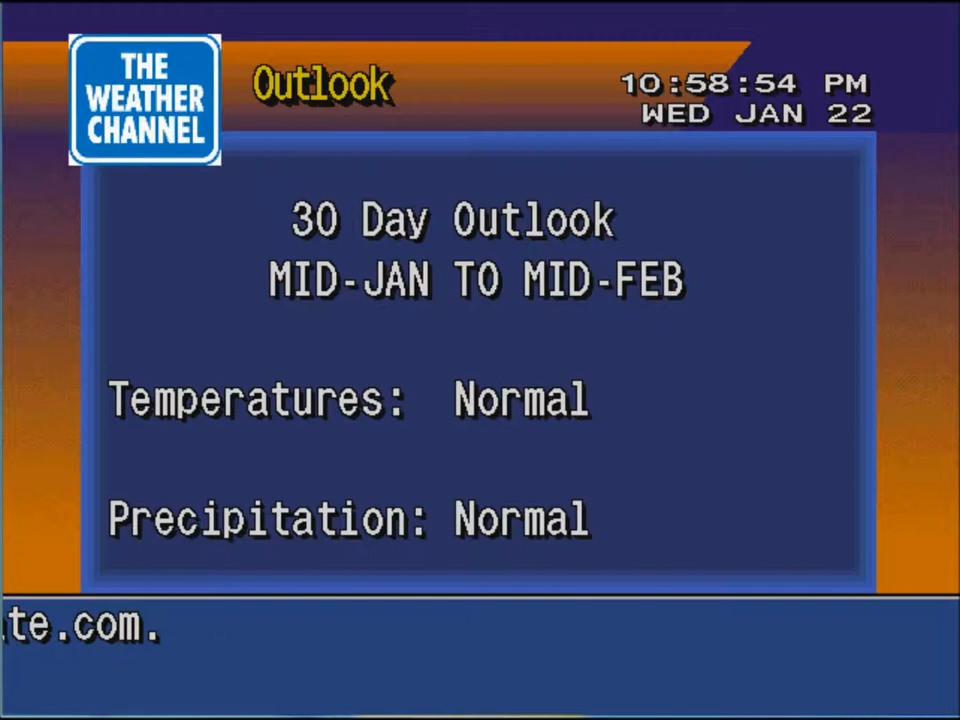 THE
WEATHER
CHANNEL
Outlook
10:58:54 PM
WED JAN 22
30 Day Outlook
MID-JAN TO MID-FEB
Temperatures: Normal
Precipitation: Normal
te.com.